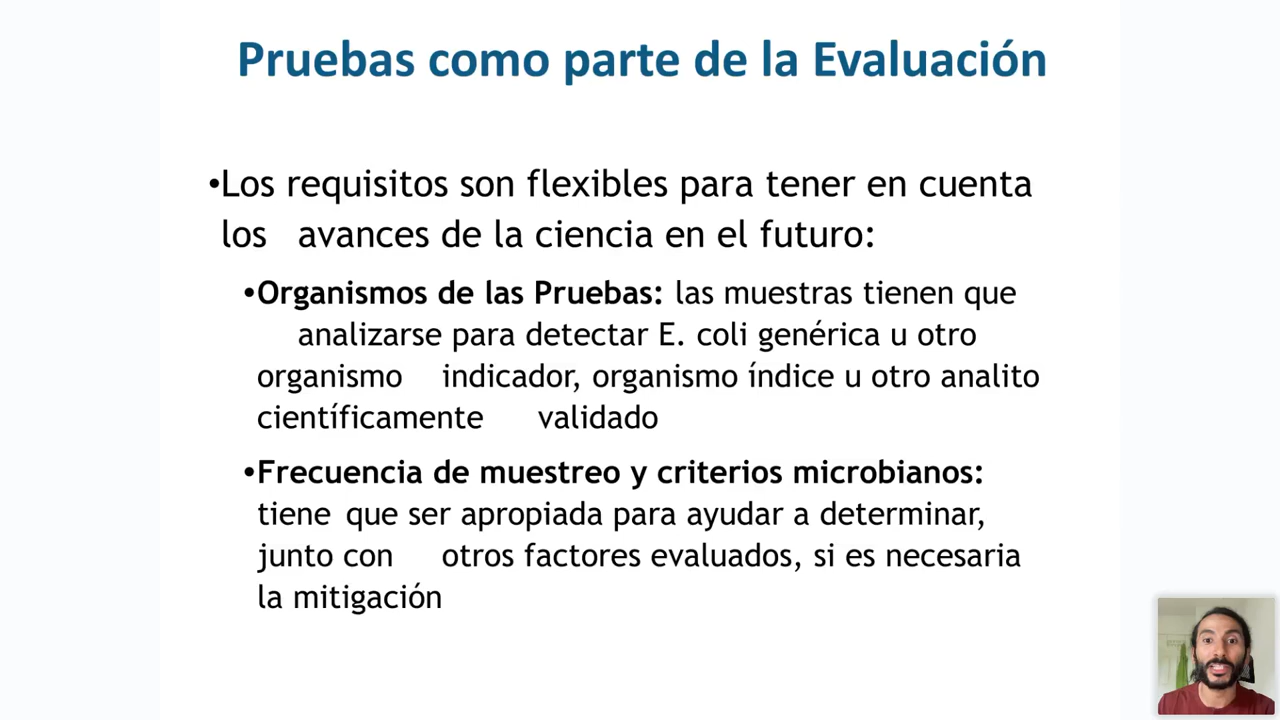 Pruebas como parte de la Evaluación
•Los requisitos son flexibles para tener en cuenta
los avances de la ciencia en el futuro:
•Organismos de las Pruebas: las muestras tienen que
analizarse para detectar E. coli genérica u otro
organismo indicador, organismo índice u otro analito
científicamente validado
•Frecuencia de muestreo y criterios microbianos:
tiene que ser apropiada para ayudar a determinar,
junto con otros factores evaluados, si es necesaria
la mitigación